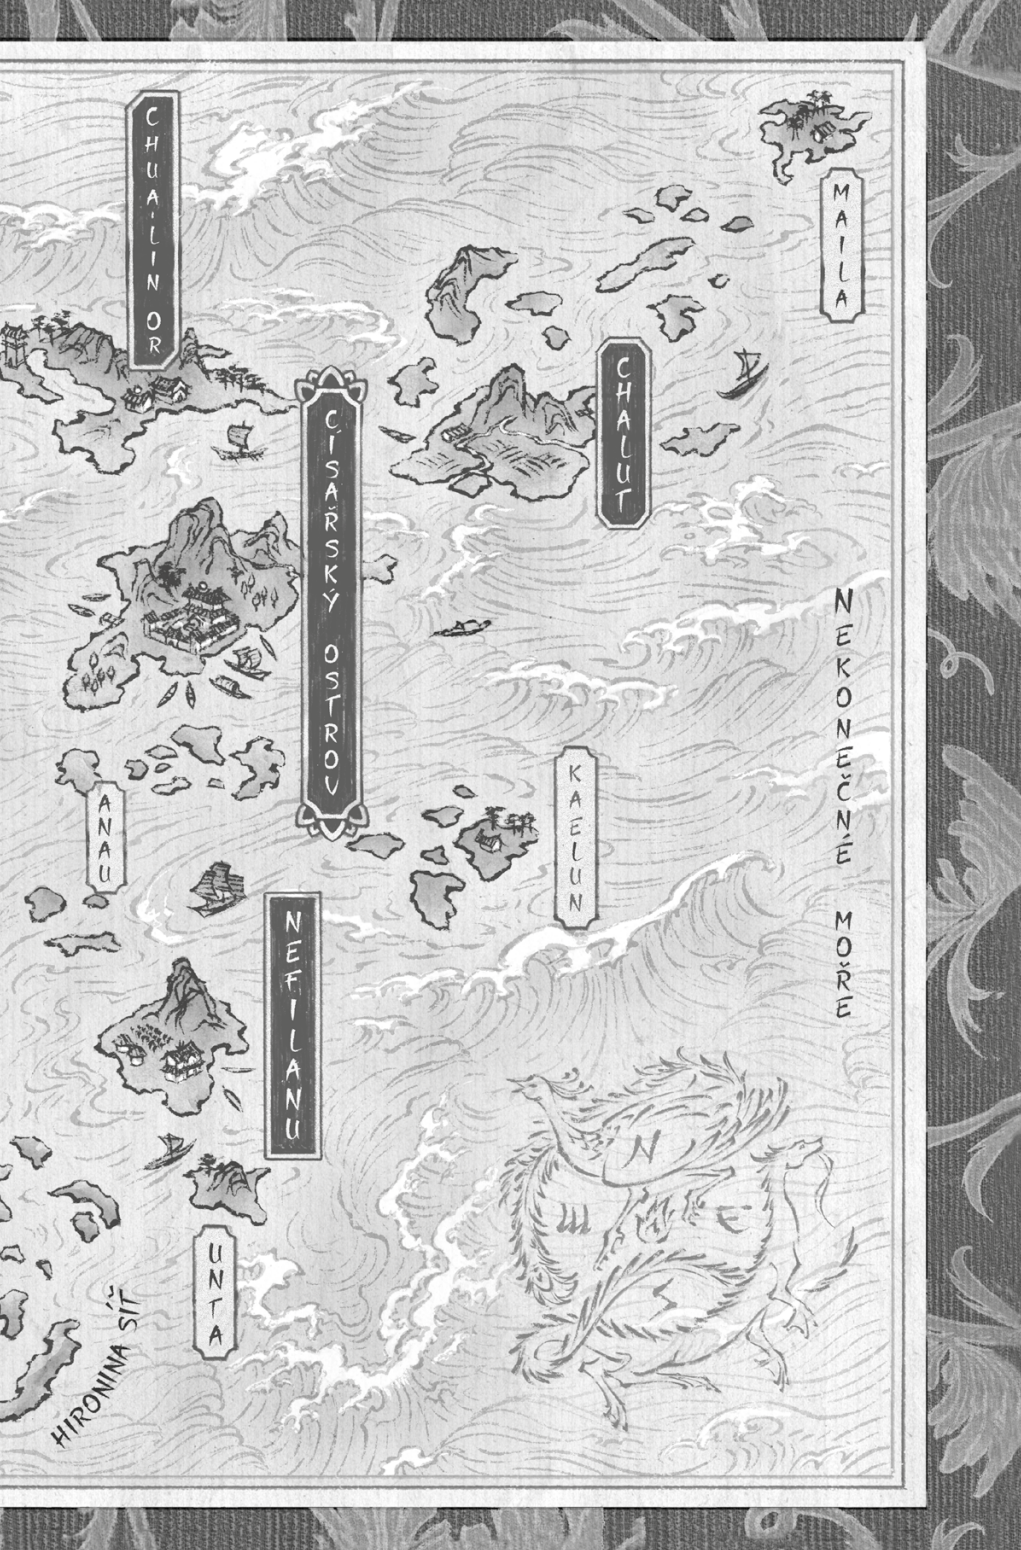 CHUA-LIN OR
MAILA
CHALUT
CÍSAŘSKÝ OSTROV
NEKONEČNÉ MOŘE
KAELUN
ANAU
NEFILANU
N
E
UNTA
HIRONINA SÍŤ